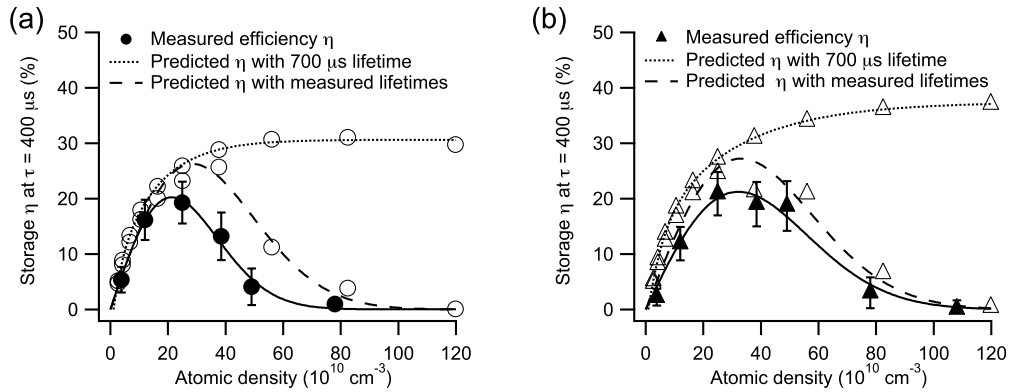 (a)
50
40
30
20
10
0
Storage η at τ = 400 μs (%)
Measured efficiency η
Predicted η with 700 μs lifetime
Predicted η with measured lifetimes
0 20 40 60 80 100 120
Atomic density (10¹⁰ cm⁻³)
(b)
50
40
30
20
10
0
Storage η at τ = 400 μs (%)
Measured efficiency η
Predicted η with 700 μs lifetime
Predicted η with measured lifetimes
0 20 40 60 80 100 120
Atomic density (10¹⁰ cm⁻³)